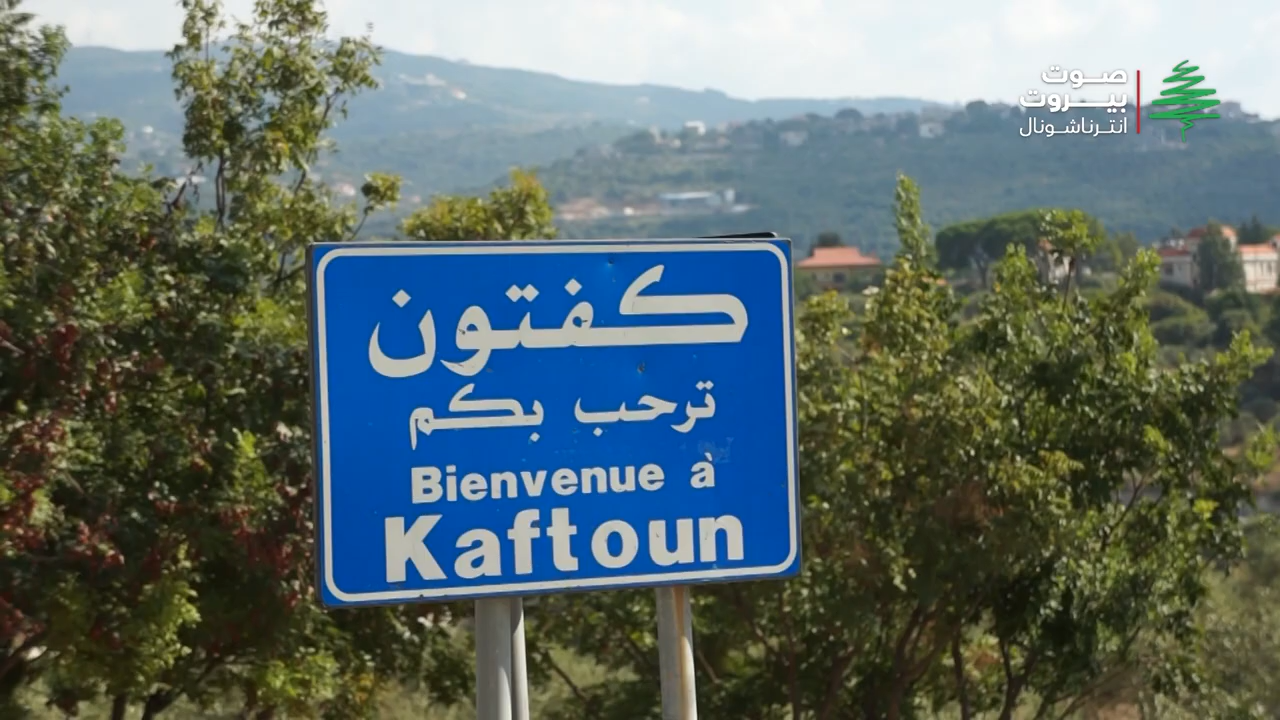 صوت
بيروت
انترناشونال
كفتون
ترحب بكم
Bienvenue à
Kaftoun